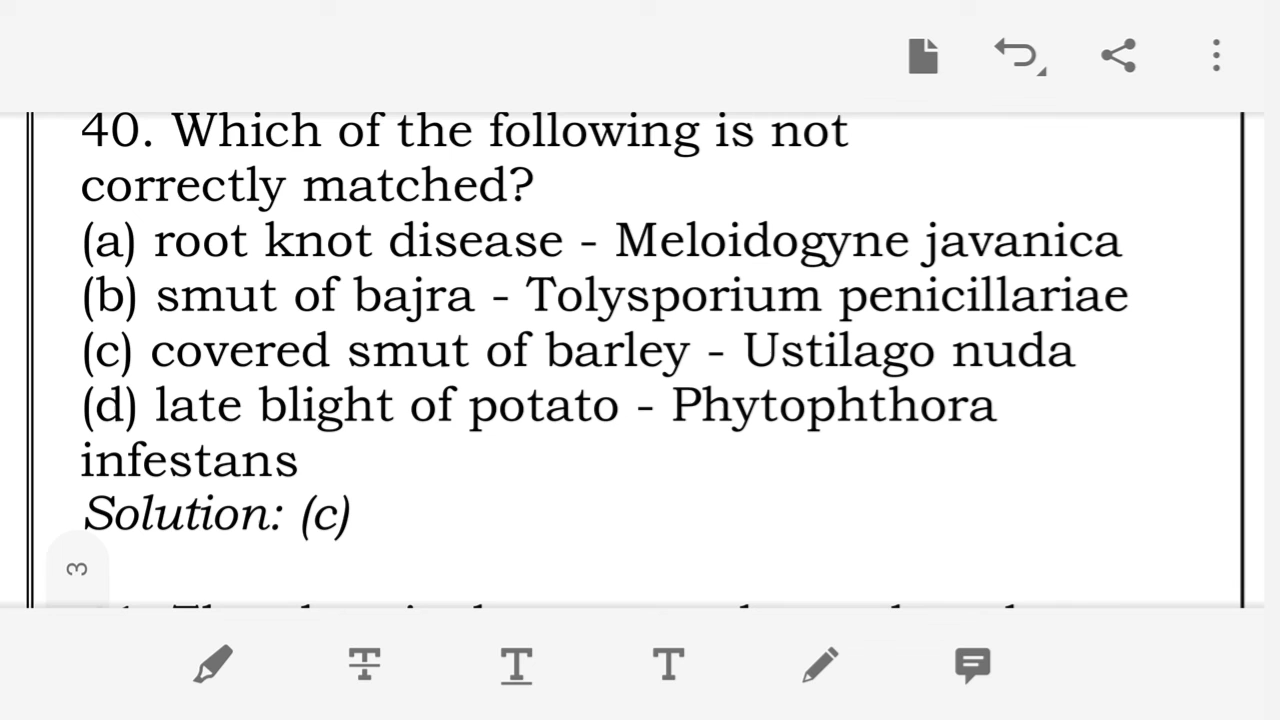 40. Which of the following is not
correctly matched?
(a) root knot disease - Meloidogyne javanica
(b) smut of bajra - Tolysporium penicillariae
(c) covered smut of barley - Ustilago nuda
(d) late blight of potato - Phytophthora
infestans
Solution: (c)
3